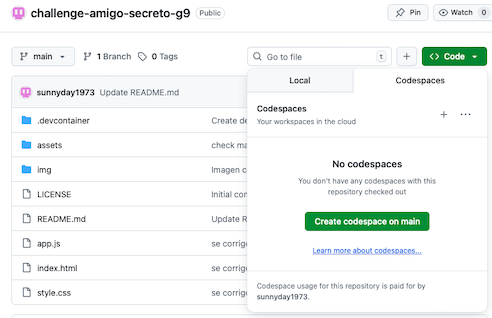 challenge-amigo-secreto-g9 Public Pin Watch 0
main 1 Branch 0 Tags Go to file t Code
sunnyday1973 Update README.md
.devcontainer Create de
assets check ma
img Imagen c
LICENSE Initial com
README.md Update R
app.js se corrig
index.html se corrig
style.css se corrig
Local Codespaces
Codespaces
Your workspaces in the cloud
No codespaces
You don't have any codespaces with this
repository checked out
Create codespace on main
Learn more about codespaces...
Codespace usage for this repository is paid for by
sunnyday1973.